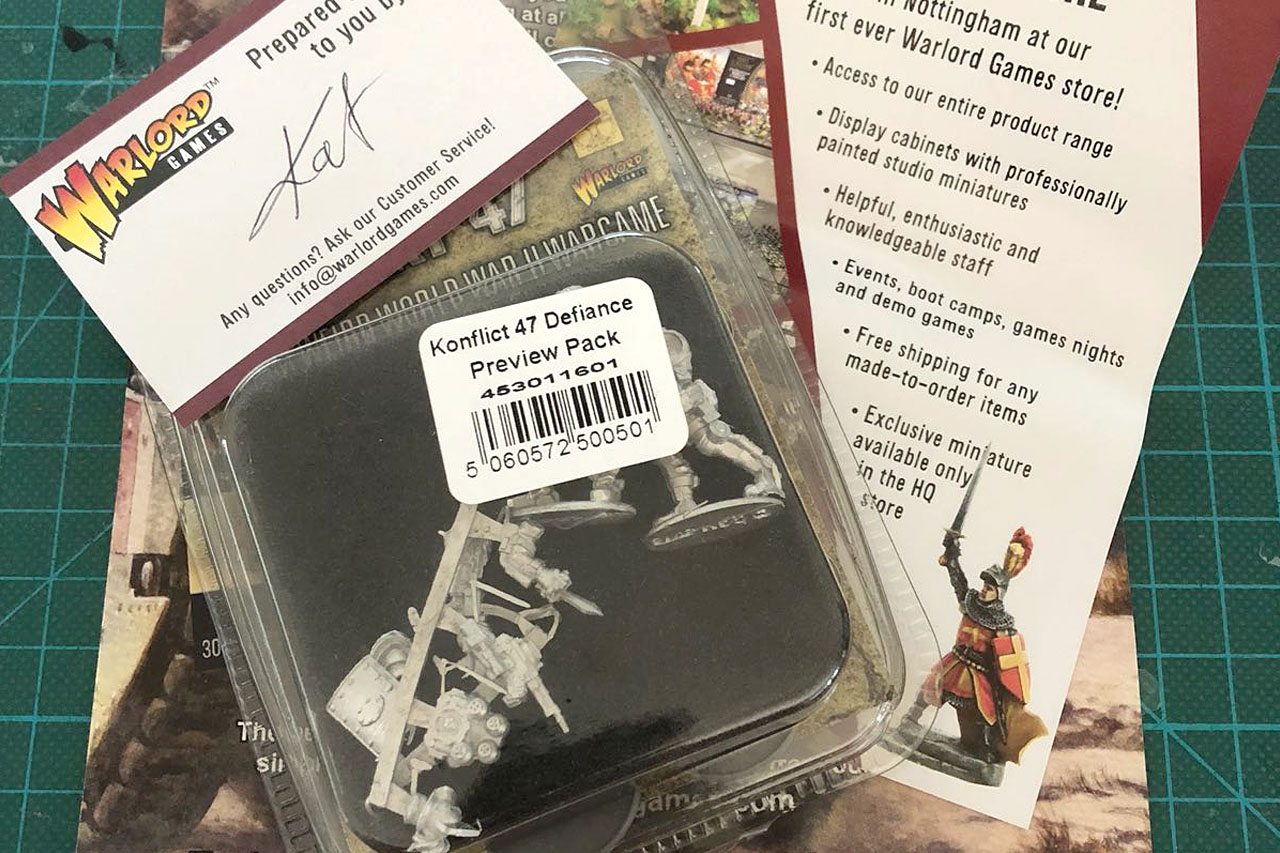 Prepared
to you by
WARLORD™
GAMES
Kat
Any questions? Ask our Customer Service!
info@warlordgames.com
WARLORD
GAMES
47
WORLD WAR II WARGAME
Konflict 47 Defiance
Preview Pack
453011601
5 060572 500501
Nottingham at our
first ever Warlord Games store!
• Access to our entire product range
• Display cabinets with professionally
painted studio miniatures
• Helpful, enthusiastic and
knowledgeable staff
• Events, boot camps, games nights
and demo games
• Free shipping for any
made-to-order items
• Exclusive miniature
available only
in the HQ
store
30